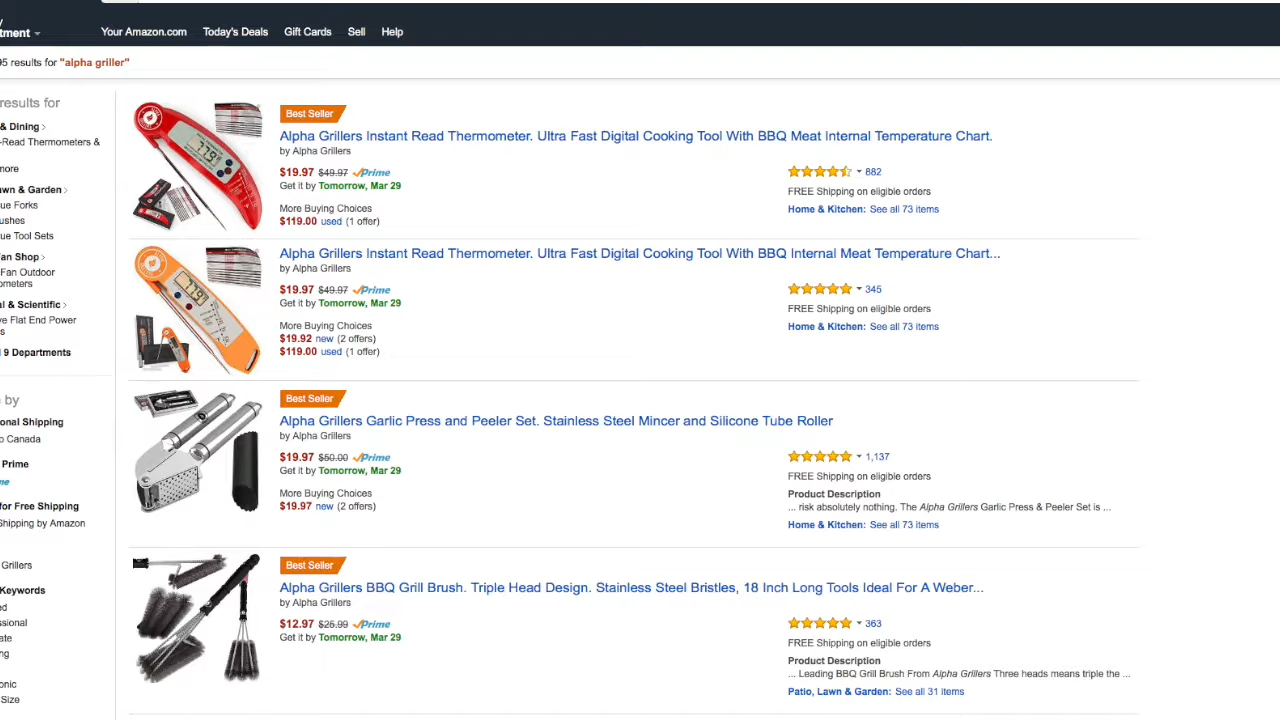 tment
Your Amazon.com Today's Deals Gift Cards Sell Help
95 results for "alpha griller"
results for
& Dining
-Read Thermometers &
more
wn & Garden
ue Forks
ushes
ue Tool Sets
an Shop
Fan Outdoor
ometers
al & Scientific
ve Flat End Power
s
9 Departments
by
onal Shipping
o Canada
Prime
me
for Free Shipping
Shipping by Amazon
Grillers
Keywords
ed
ssional
ate
ng
onic
Size
Best Seller
Alpha Grillers Instant Read Thermometer. Ultra Fast Digital Cooking Tool With BBQ Meat Internal Temperature Chart.
by Alpha Grillers
$19.97 $49.97 Prime
Get it by Tomorrow, Mar 29
More Buying Choices
$119.00 used (1 offer)
882
FREE Shipping on eligible orders
Home & Kitchen: See all 73 items
Alpha Grillers Instant Read Thermometer. Ultra Fast Digital Cooking Tool With BBQ Internal Meat Temperature Chart...
by Alpha Grillers
$19.97 $49.97 Prime
Get it by Tomorrow, Mar 29
More Buying Choices
$19.92 new (2 offers)
$119.00 used (1 offer)
345
FREE Shipping on eligible orders
Home & Kitchen: See all 73 items
Best Seller
Alpha Grillers Garlic Press and Peeler Set. Stainless Steel Mincer and Silicone Tube Roller
by Alpha Grillers
$19.97 $50.00 Prime
Get it by Tomorrow, Mar 29
More Buying Choices
$19.97 new (2 offers)
1,137
FREE Shipping on eligible orders
Product Description
... risk absolutely nothing. The Alpha Grillers Garlic Press & Peeler Set is ...
Home & Kitchen: See all 73 items
Best Seller
Alpha Grillers BBQ Grill Brush. Triple Head Design. Stainless Steel Bristles, 18 Inch Long Tools Ideal For A Weber...
by Alpha Grillers
$12.97 $26.99 Prime
Get it by Tomorrow, Mar 29
363
FREE Shipping on eligible orders
Product Description
... Leading BBQ Grill Brush From Alpha Grillers Three heads means triple the ...
Patio, Lawn & Garden: See all 31 items